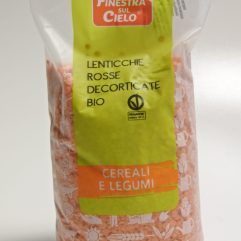 FINESTRA
SUL
CIELO®
LENTICCHIE
ROSSE
DECORTICATE
BIO
CEREALI
E LEGUMI